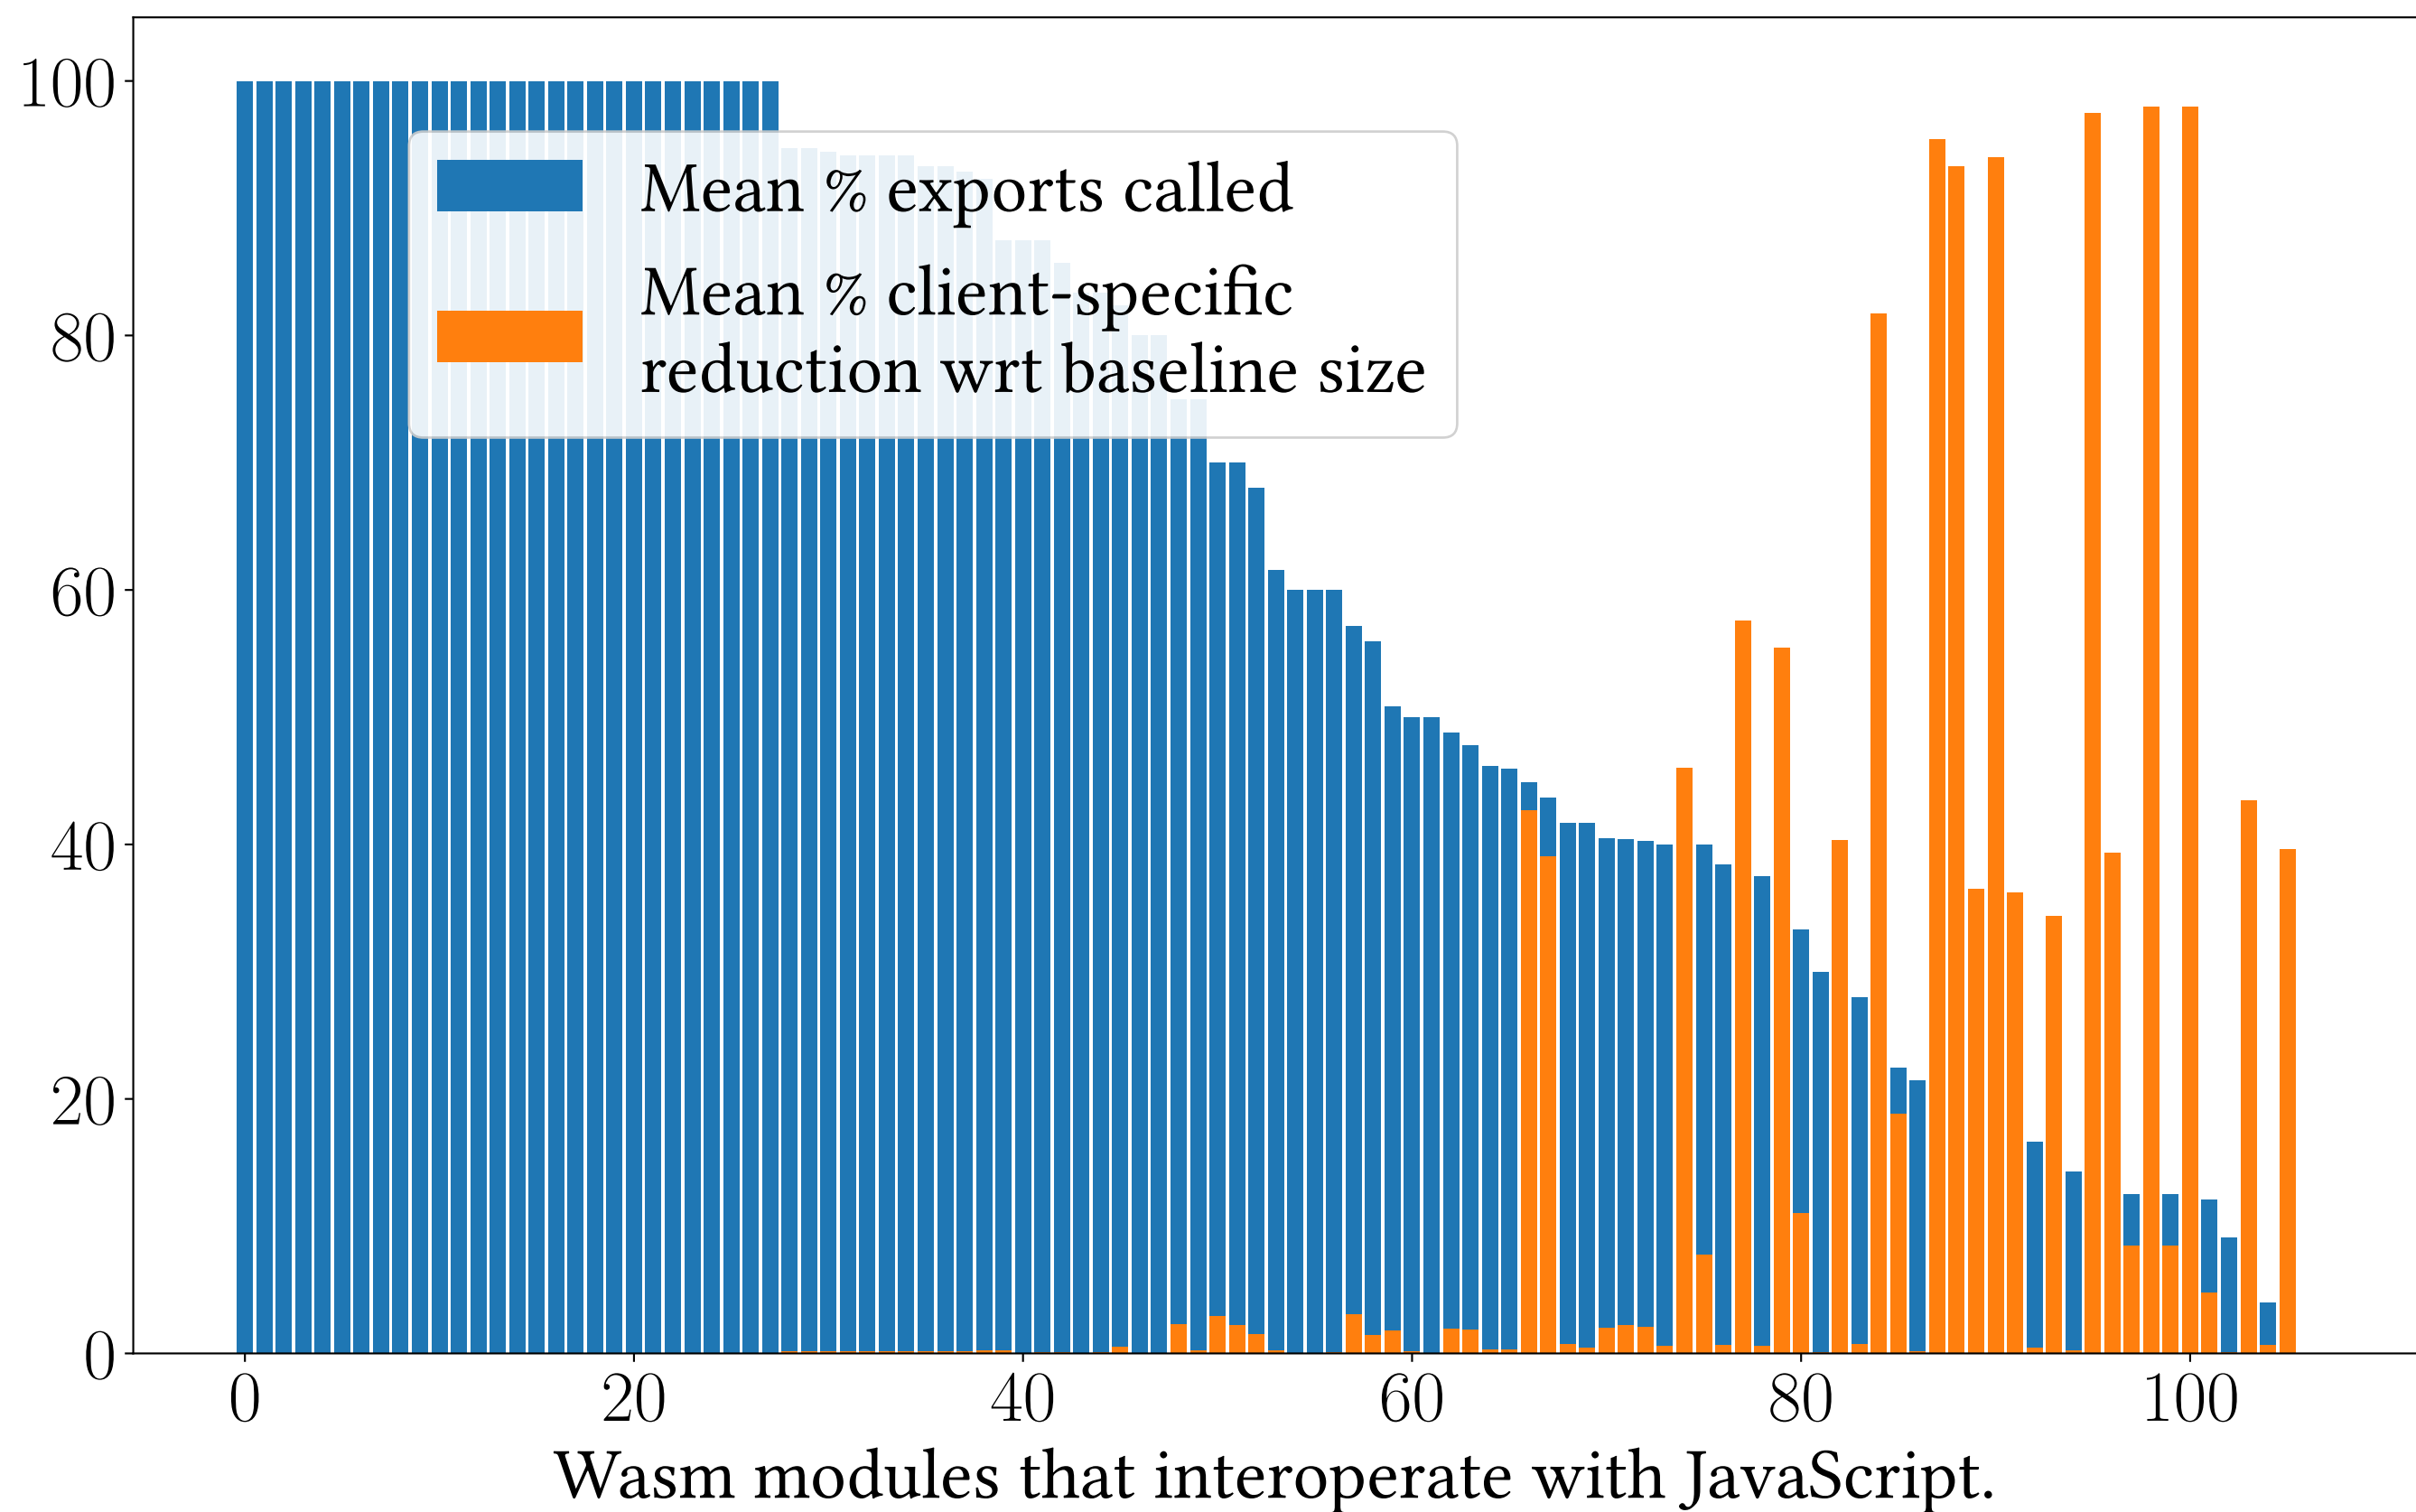 100
80
60
40
20
0
Mean % exports called
Mean % client-specific
reduction wrt baseline size
0 20 40 60 80 100
Wasm modules that interoperate with JavaScript.